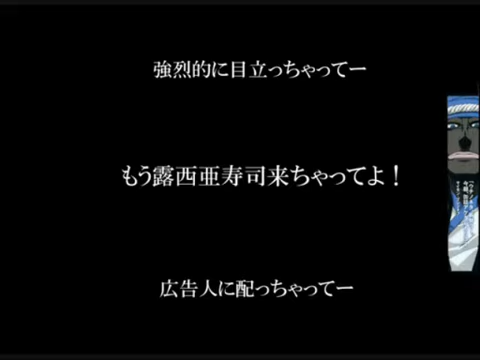 強烈的に目立っちゃってー
もう露西亜寿司来ちゃってよ！
広告人に配っちゃってー